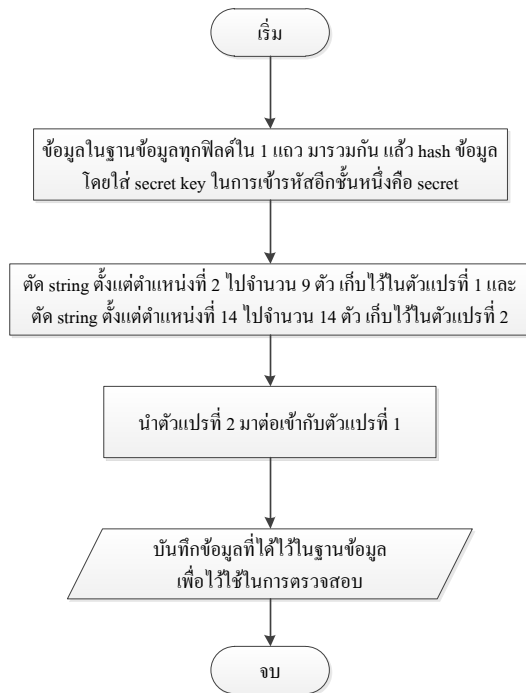 เริ่ม
ข้อมูลในฐานข้อมูลทุกฟิลด์ใน 1 แถว มารวมกัน แล้ว hash ข้อมูล
โดยใส่ secret key ในการเข้ารหัสอีกชั้นหนึ่งคือ secret
ตัด string ตั้งแต่ตำแหน่งที่ 2 ไปจำนวน 9 ตัว เก็บไว้ในตัวแปรที่ 1 และ
ตัด string ตั้งแต่ตำแหน่งที่ 14 ไปจำนวน 14 ตัว เก็บไว้ในตัวแปรที่ 2
นำตัวแปรที่ 2 มาต่อเข้ากับตัวแปรที่ 1
บันทึกข้อมูลที่ได้ไว้ในฐานข้อมูล
เพื่อไว้ใช้ในการตรวจสอบ
จบ